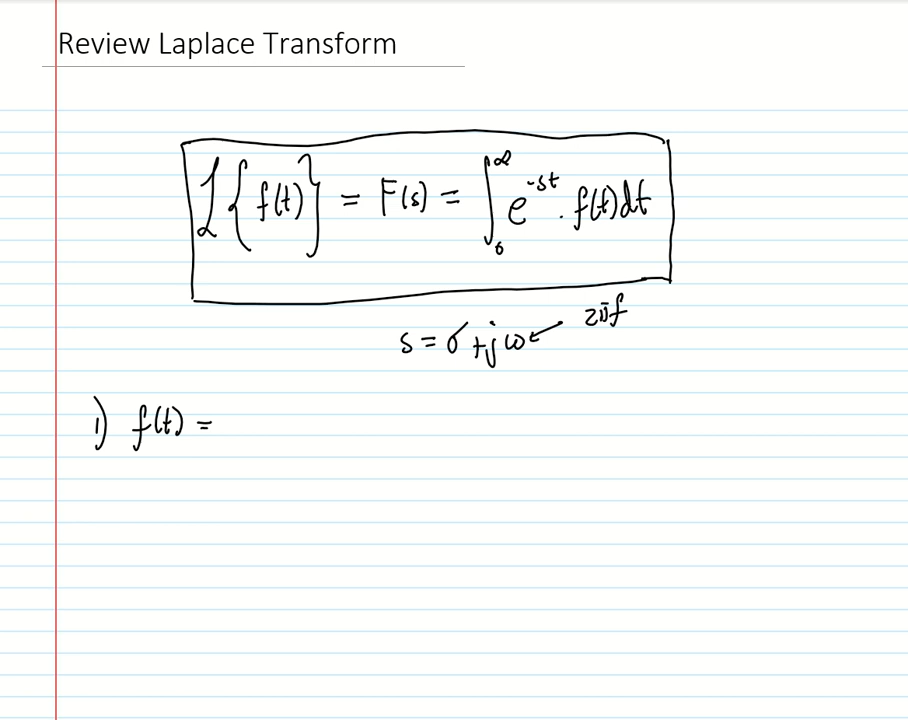 Review Laplace Transform
ℒ{f(t)} = F(s) = ∫₀^∞ e^-st . f(t)dt
s = σ + jω ← 2πf
1) f(t) =